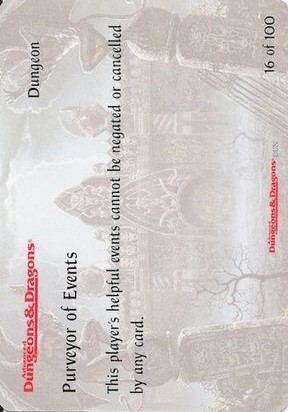 Advanced
Dungeons & Dragons®
Dungeon
Purveyor of Events
This player's helpful events cannot be negated or cancelled
by any card.
Advanced
Dungeons & Dragons®
16 of 100